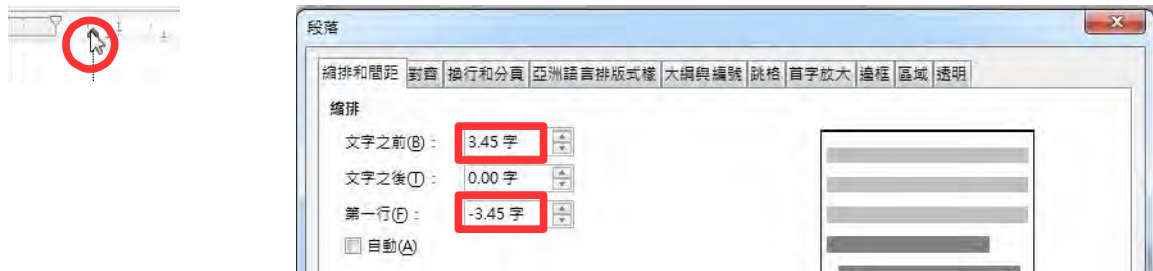 段落
縮排和間距 對齊 換行和分頁 亞洲語言排版式樣 大綱與編號 跳格 首字放大 邊框 區域 透明
縮排
文字之前(B)： 3.45 字
文字之後(T)： 0.00 字
第一行(F)： -3.45 字
自動(A)